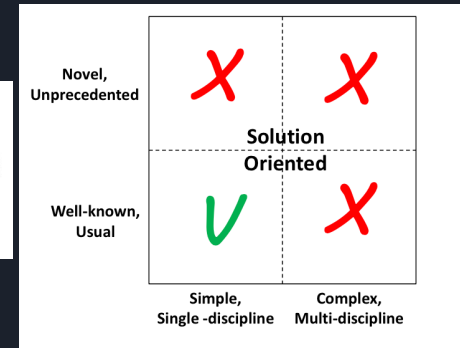 Novel,
Unprecedented
Solution
Oriented
Well-known,
Usual
Simple,
Single -discipline
Complex,
Multi-discipline